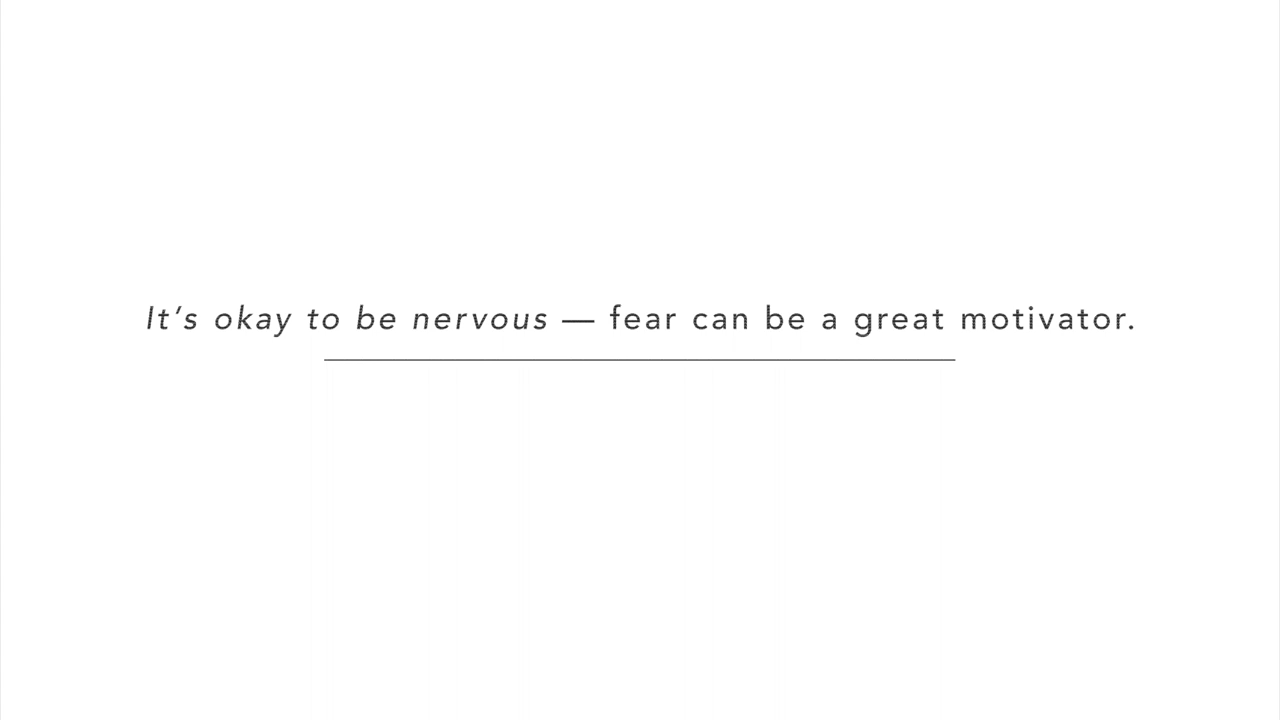 It’s okay to be nervous — fear can be a great motivator.